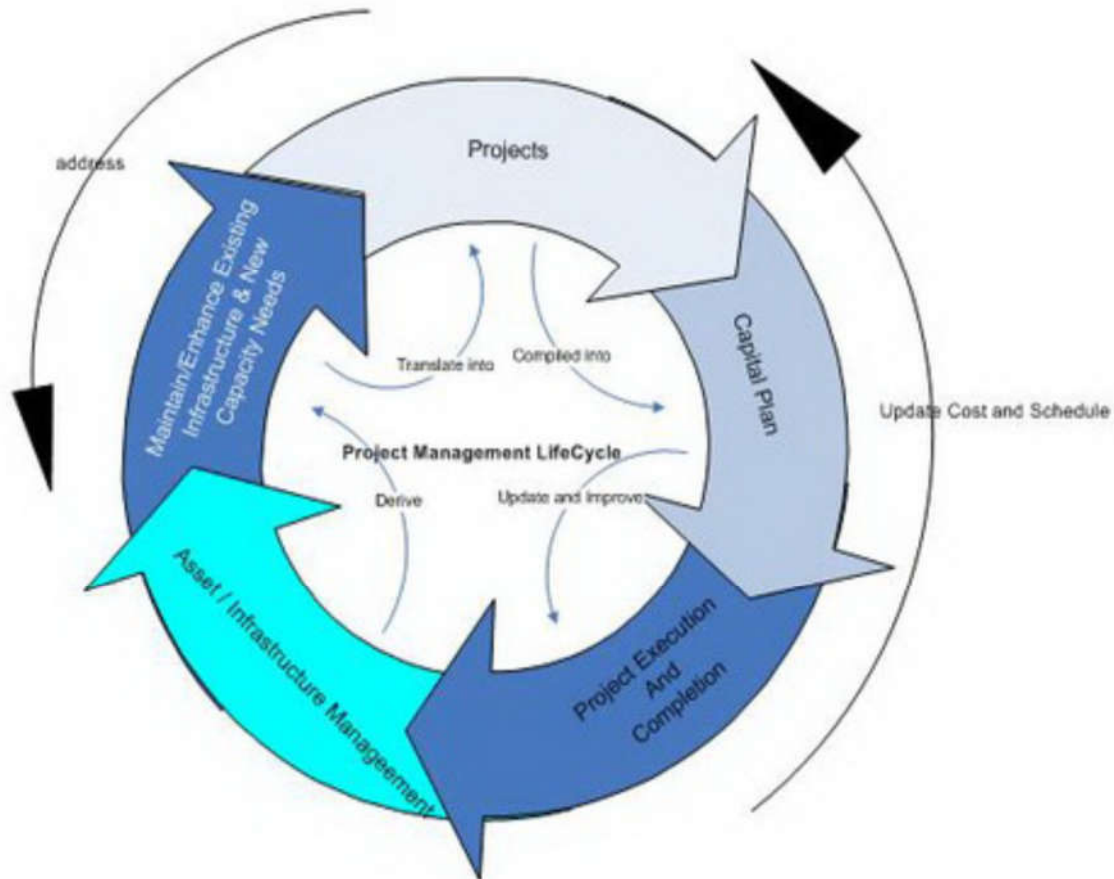 Projects
address
Maintain/Enhance Existing
Infrastructure & New
Capacity Needs
Capital Plan
Translate into
Compiled into
Update Cost and Schedule
Project Management LifeCycle
Derive
Update and Improve
Asset / Infrastructure Manageement
Project Execution
And
Completion